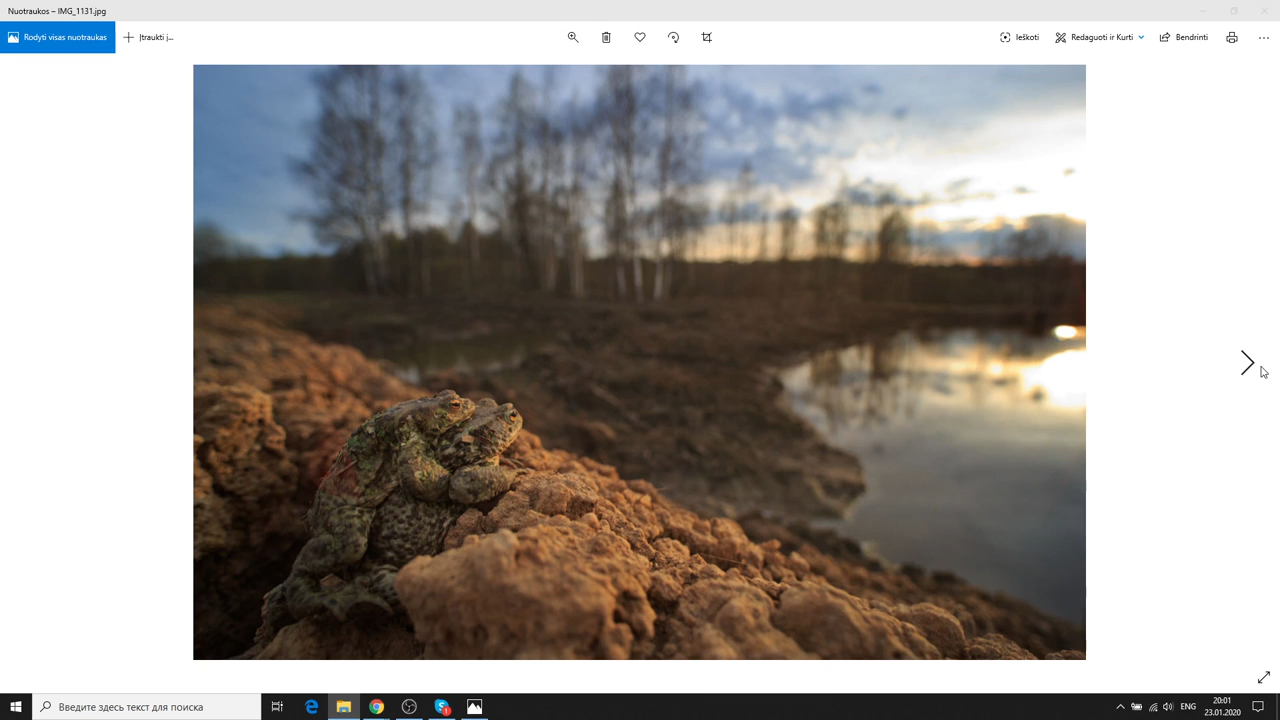 Nuotraukos – IMG_1131.jpg
Rodyti visas nuotraukas
Įtraukti į...
Ieškoti
Redaguoti ir Kurti
Bendrinti
Введите здесь текст для поиска
1
ENG
20:01
23.01.2020